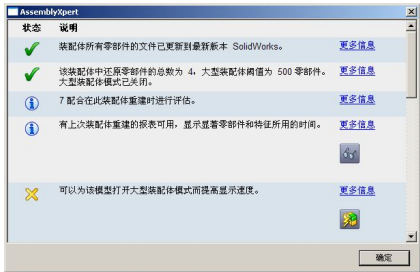 AssemblyXpert
状态 说明
装配体所有零部件的文件已更新到最新版本 SolidWorks。 更多信息
该装配体中还原零部件的总数为 4，大型装配体阈值为 500 零部件。 更多信息
大型装配体模式已关闭。
7 配合在此装配体重建时进行评估。 更多信息
有上次装配体重建的报表可用，显示显著零部件和特征所用的时间。 更多信息
可以为该模型打开大型装配体模式而提高显示速度。 更多信息
确定